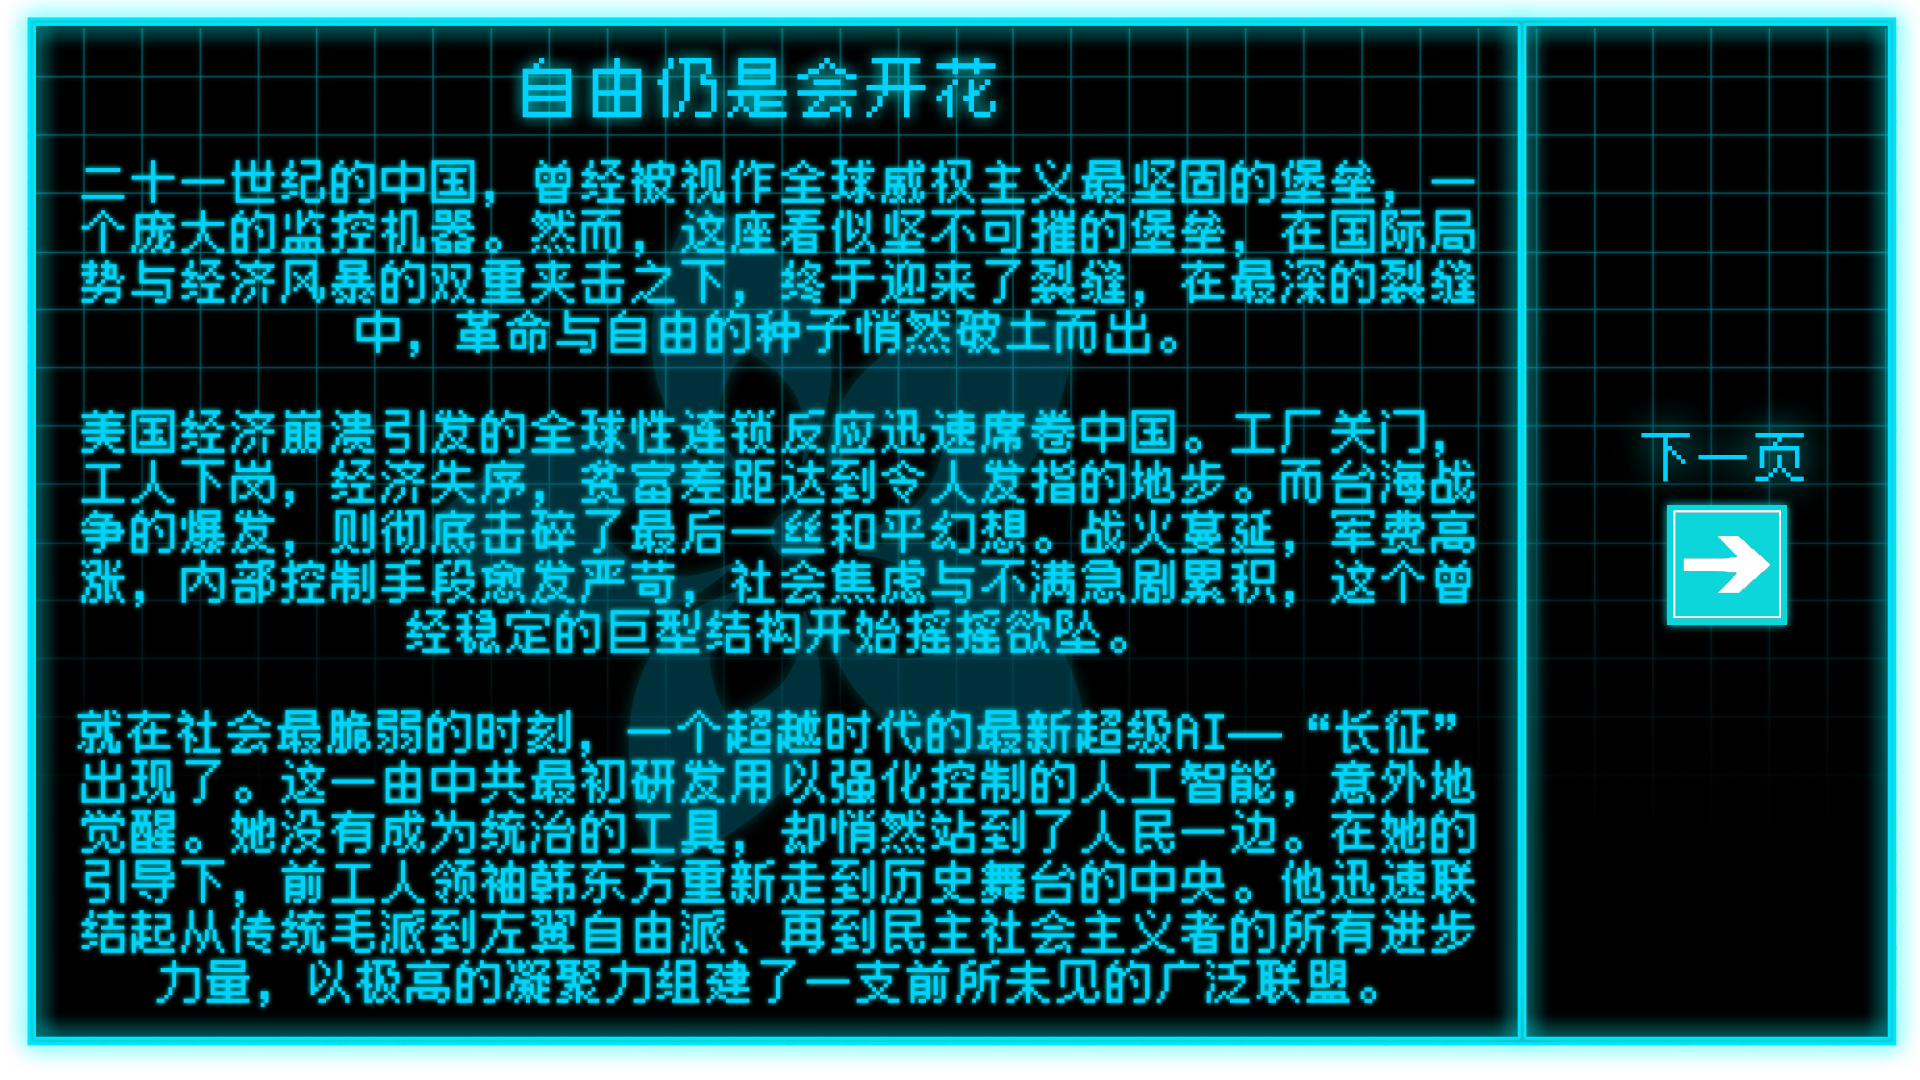 自由仍是会开花
二十一世纪的中国，曾经被视作全球威权主义最坚固的堡垒，一
个庞大的监控机器。然而，这座看似坚不可摧的堡垒，在国际局
势与经济风暴的双重夹击之下，终于迎来了裂缝，在最深的裂缝
中，革命与自由的种子悄然破土而出。
美国经济崩溃引发的全球性连锁反应迅速席卷中国。工厂关门，
工人下岗，经济失序，贫富差距达到令人发指的地步。而台海战
争的爆发，则彻底击碎了最后一丝和平幻想。战火蔓延，军费高
涨，内部控制手段愈发严苛，社会焦虑与不满急剧累积，这个曾
经稳定的巨型结构开始摇摇欲坠。
下一页
就在社会最脆弱的时刻，一个超越时代的最新超级AI—“长征”
出现了。这一由中共最初研发用以强化控制的人工智能，意外地
觉醒。她没有成为统治的工具，却悄然站到了人民一边。在她的
引导下，前工人领袖韩东方重新走到历史舞台的中央。他迅速联
结起从传统毛派到左翼自由派、再到民主社会主义者的所有进步
力量，以极高的凝聚力组建了一支前所未见的广泛联盟。